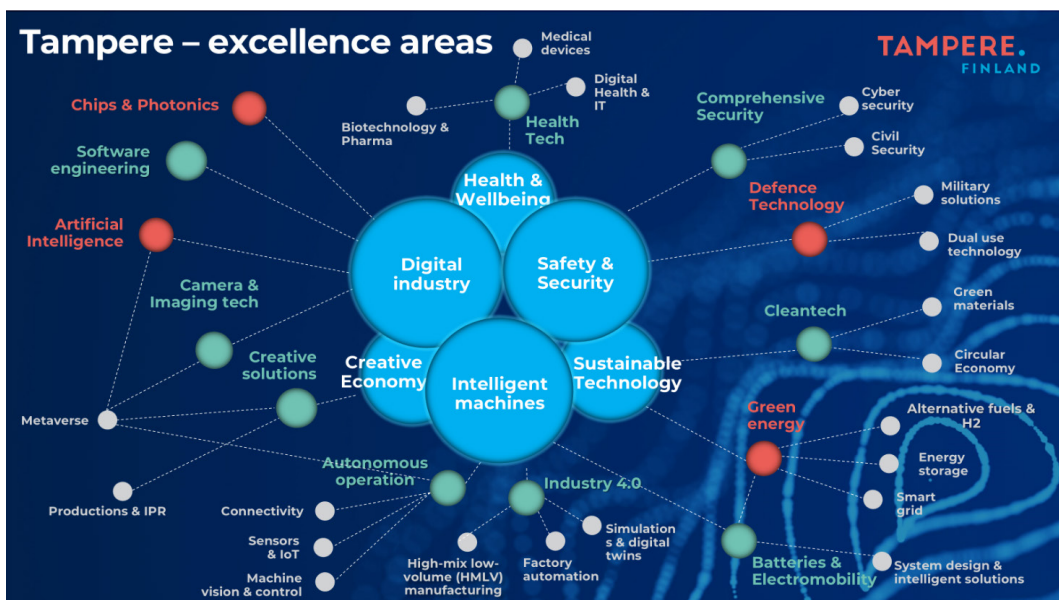 Tampere – excellence areas
TAMPERE.
FINLAND
Medical
devices
Digital
Health &
IT
Biotechnology &
Pharma
Health
Tech
Chips & Photonics
Software
engineering
Artificial
Intelligence
Camera &
Imaging tech
Creative
solutions
Metaverse
Productions & IPR
Health &
Wellbeing
Digital
industry
Safety &
Security
Creative
Economy
Intelligent
machines
Sustainable
Technology
Comprehensive
Security
Cyber
security
Civil
Security
Defence
Technology
Military
solutions
Dual use
technology
Cleantech
Green
materials
Circular
Economy
Green
energy
Alternative fuels &
H2
Energy
storage
Smart
grid
Autonomous
operation
Connectivity
Sensors
& IoT
Machine
vision & control
Industry 4.0
High-mix low-
volume (HMLV)
manufacturing
Factory
automation
Simulation
s & digital
twins
Batteries &
Electromobility
System design &
intelligent solutions